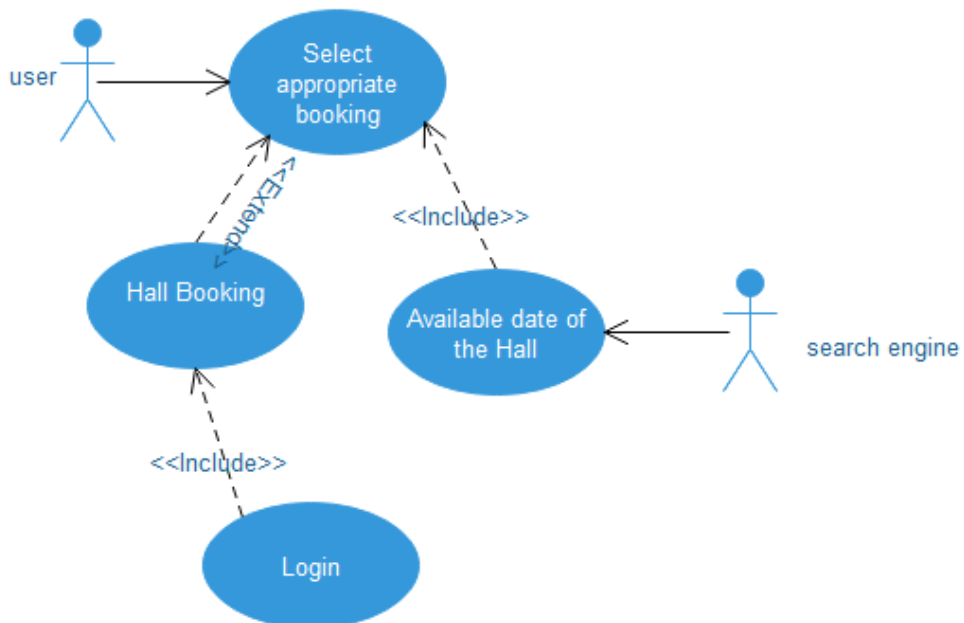 Select
appropriate
booking
user
<<Extend>>
<<Include>>
Hall Booking
Available date of
the Hall
search engine
<<Include>>
Login